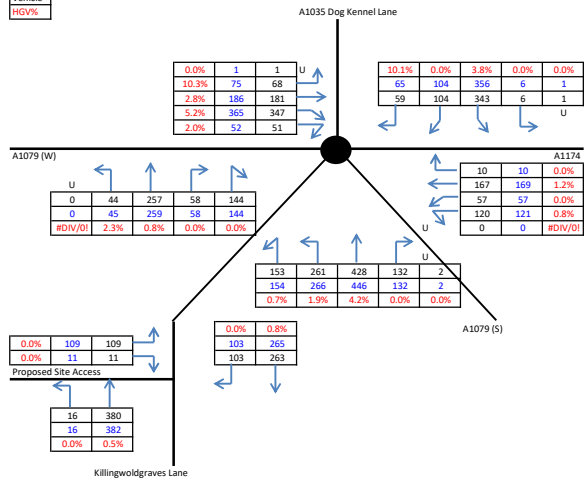 HGV%
A1035 Dog Kennel Lane
0.0% 1 1 U
10.3% 75 68
2.8% 186 181
5.2% 365 347
2.0% 52 51
10.1% 0.0% 3.8% 0.0% 0.0%
65 104 356 6 1
59 104 343 6 1
U
A1079 (W)
A1174
U
0 44 257 58 144
0 45 259 58 144
#DIV/0! 2.3% 0.8% 0.0% 0.0%
10 10 0.0%
167 169 1.2%
57 57 0.0%
120 121 0.8%
U 0 0 #DIV/0!
U
153 261 428 132 2
154 266 446 132 2
0.7% 1.9% 4.2% 0.0% 0.0%
A1079 (S)
0.0% 109 109
0.0% 11 11
0.0% 0.8%
103 265
103 263
Proposed Site Access
16 380
16 382
0.0% 0.5%
Killingwoldgraves Lane